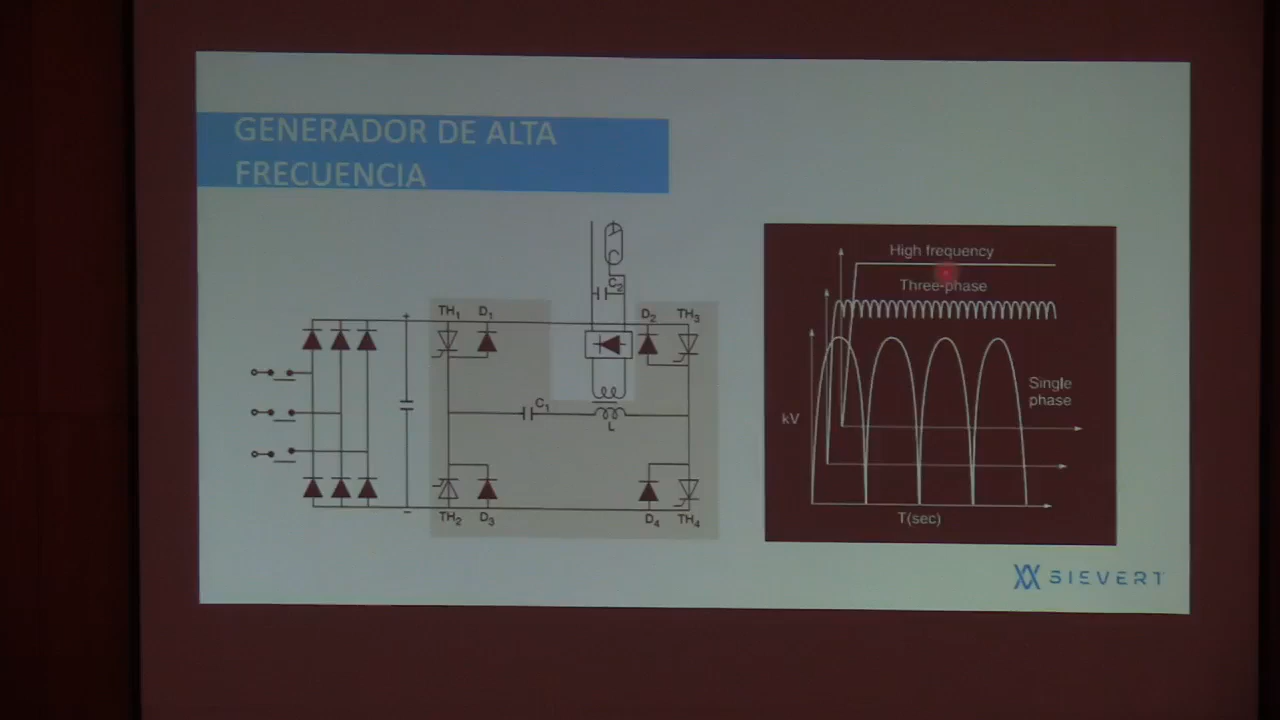 GENERADOR DE ALTA
FRECUENCIA
C2
TH1
D1
D2
TH3
+
C1
L
-
TH2
D3
D4
TH4
High frequency
Three-phase
Single
phase
kV
T(sec)
SIEVERT